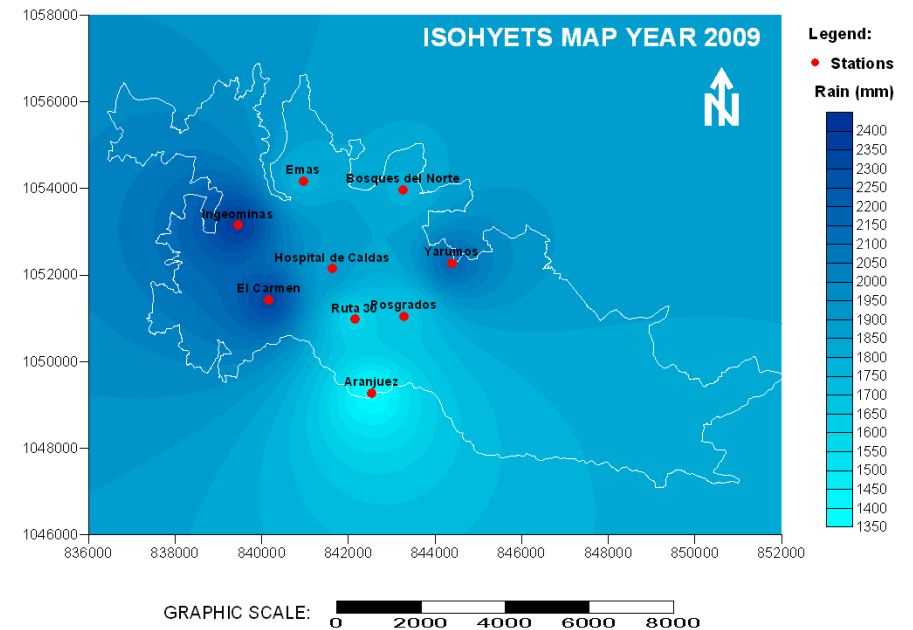 ISOHYETS MAP YEAR 2009
N
Legend:
Stations
Rain (mm)
2400
2350
2300
2250
2200
2150
2100
2050
2000
1950
1900
1850
1800
1750
1700
1650
1600
1550
1500
1450
1400
1350
1058000
1056000
1054000
1052000
1050000
1048000
1046000
Emas
Bosques del Norte
Ingeominas
Yarumos
Hospital de Caldas
El Carmen
Ruta 30
Posgrados
Aranjuez
836000 838000 840000 842000 844000 846000 848000 850000 852000
GRAPHIC SCALE: 0 2000 4000 6000 8000